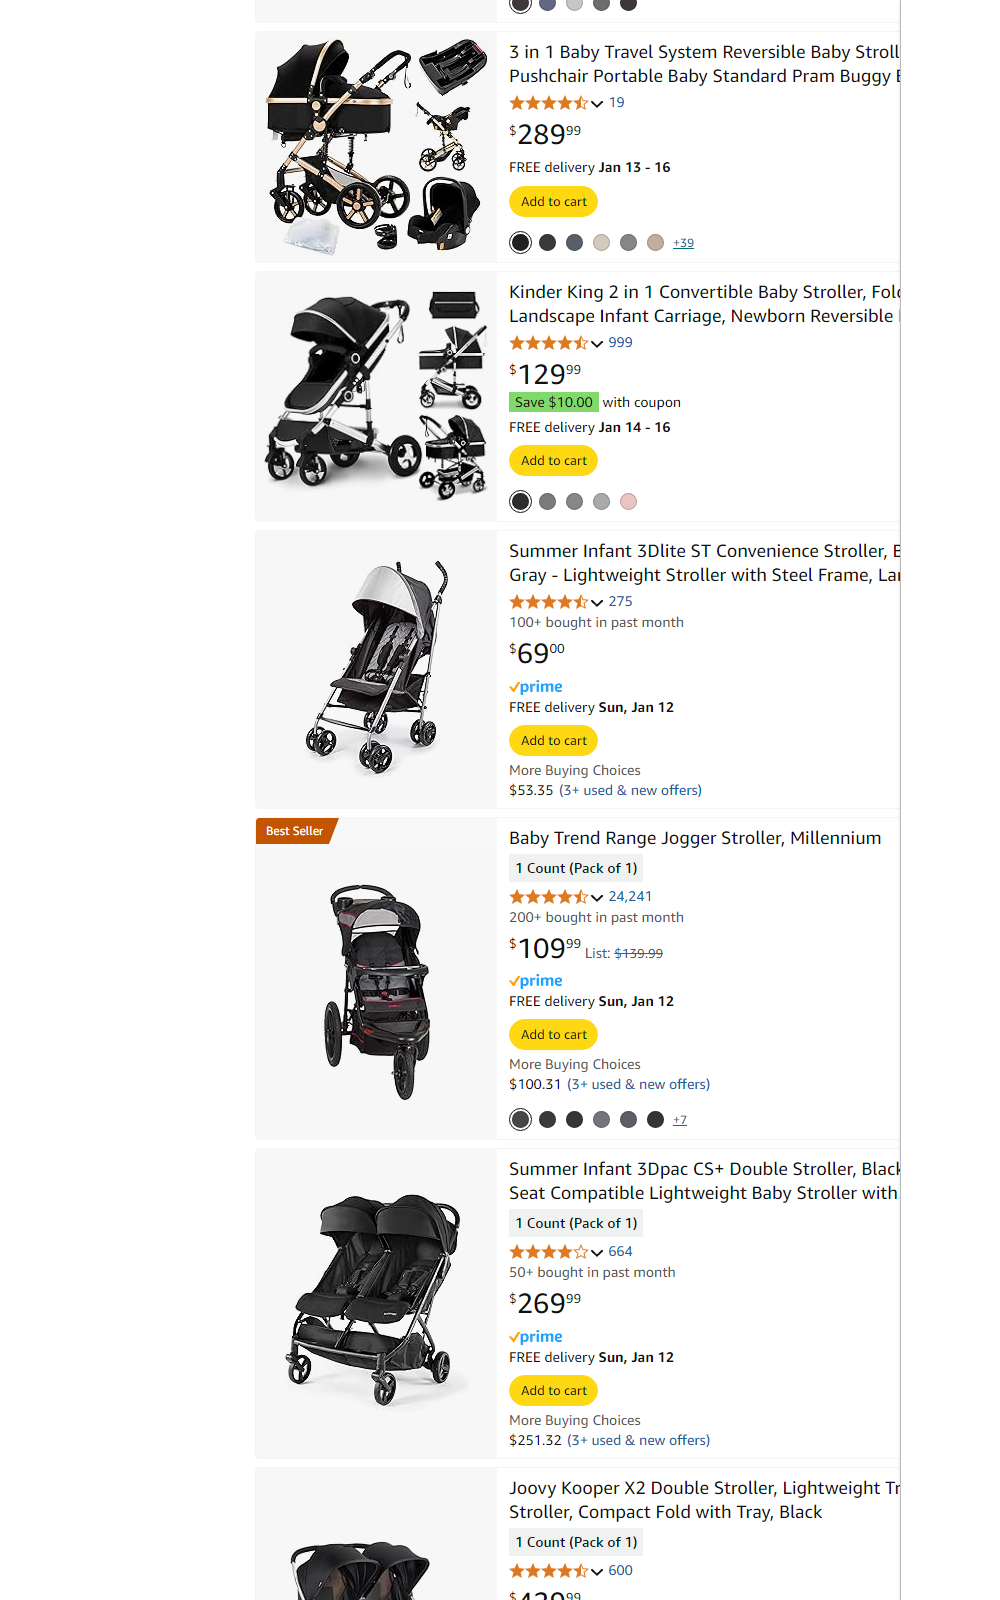 3 in 1 Baby Travel System Reversible Baby Stroll
Pushchair Portable Baby Standard Pram Buggy
19
$289.99
FREE delivery Jan 13 - 16
Add to cart
+39
Kinder King 2 in 1 Convertible Baby Stroller,
Landscape Infant Carriage, Newborn Reversible
999
$129.99
Save $10.00 with coupon
FREE delivery Jan 14 - 16
Add to cart
Summer Infant 3Dlite ST Convenience Stroller,
Gray - Lightweight Stroller with Steel Frame,
275
100+ bought in past month
$69.00
prime
FREE delivery Sun, Jan 12
Add to cart
More Buying Choices
$53.35 (3+ used & new offers)
Best Seller
Baby Trend Range Jogger Stroller, Millennium
1 Count (Pack of 1)
24,241
200+ bought in past month
$109.99 List: $139.99
prime
FREE delivery Sun, Jan 12
Add to cart
More Buying Choices
$100.31 (3+ used & new offers)
+7
Summer Infant 3Dpac CS+ Double Stroller, Black
Seat Compatible Lightweight Baby Stroller with
1 Count (Pack of 1)
664
50+ bought in past month
$269.99
prime
FREE delivery Sun, Jan 12
Add to cart
More Buying Choices
$251.32 (3+ used & new offers)
Joovy Kooper X2 Double Stroller, Lightweight
Stroller, Compact Fold with Tray, Black
1 Count (Pack of 1)
600